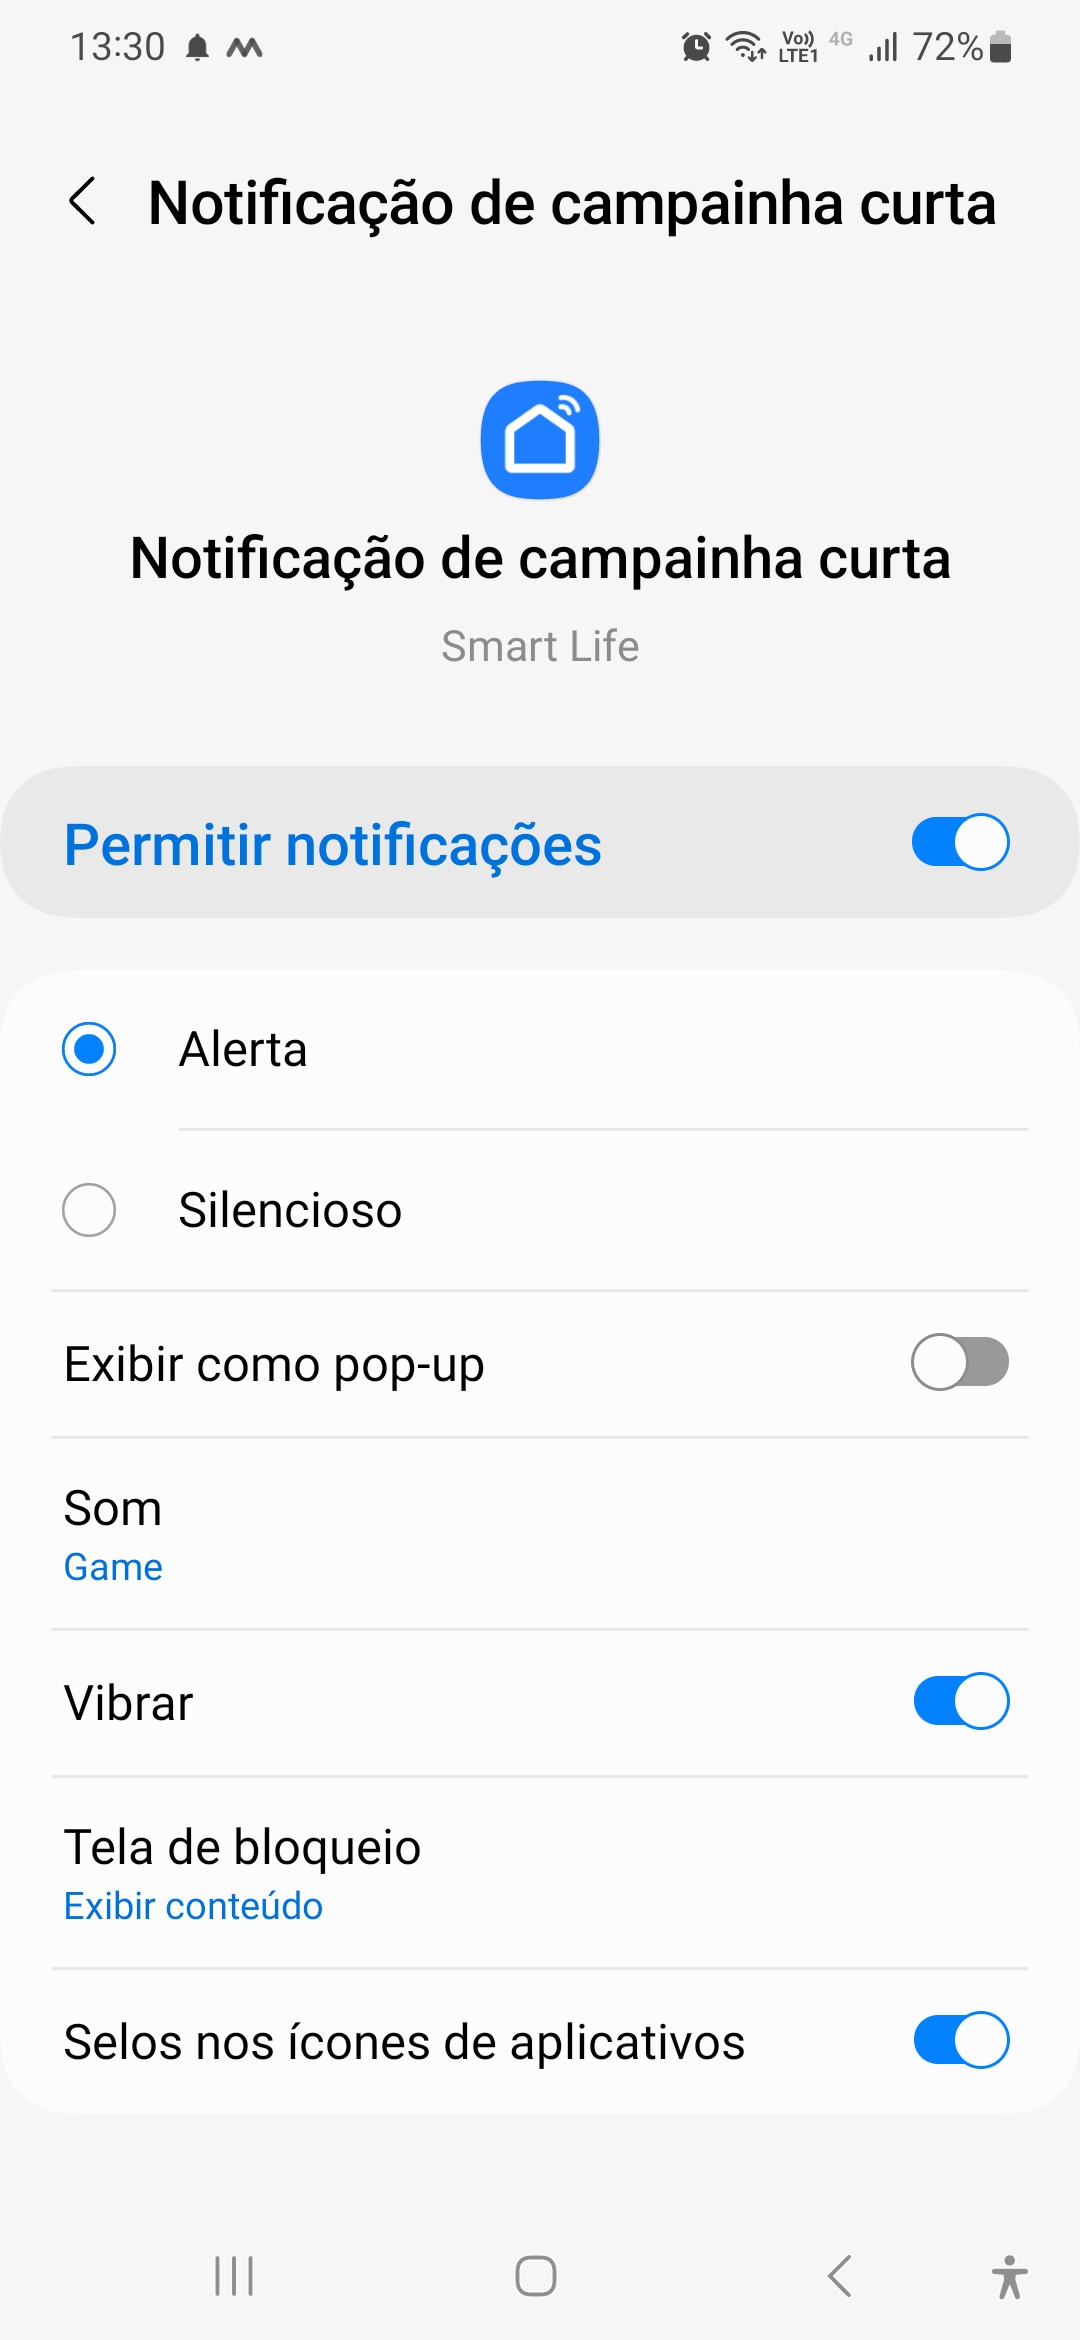 13:30 Vo)) LTE1 4G 72%
Notificação de campainha curta
Notificação de campainha curta
Smart Life
Permitir notificações
Alerta
Silencioso
Exibir como pop-up
Som
Game
Vibrar
Tela de bloqueio
Exibir conteúdo
Selos nos ícones de aplicativos